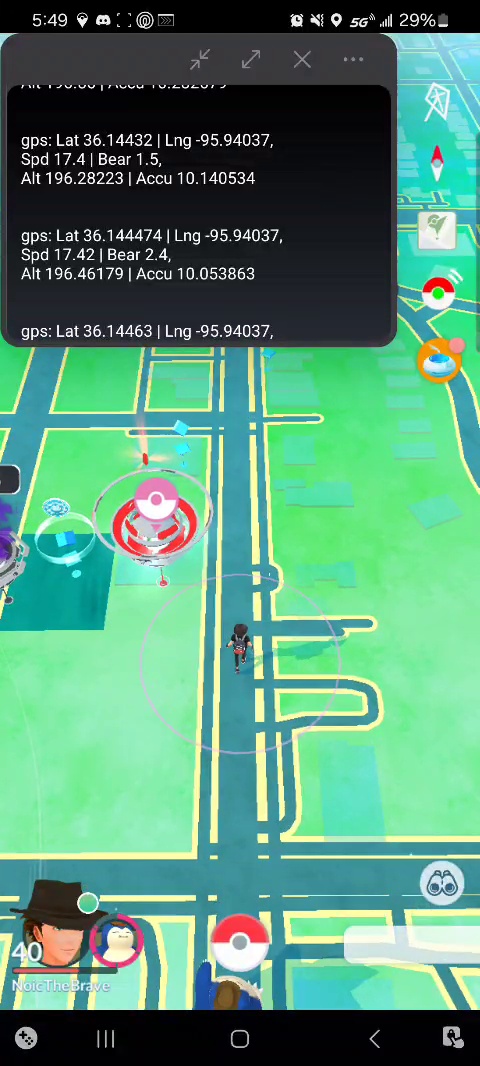 5:49
5G
29%
gps: Lat 36.14432 | Lng -95.94037,
Spd 17.4 | Bear 1.5,
Alt 196.28223 | Accu 10.140534
gps: Lat 36.144474 | Lng -95.94037,
Spd 17.42 | Bear 2.4,
Alt 196.46179 | Accu 10.053863
gps: Lat 36.14463 | Lng -95.94037,
40
NoicTheBrave